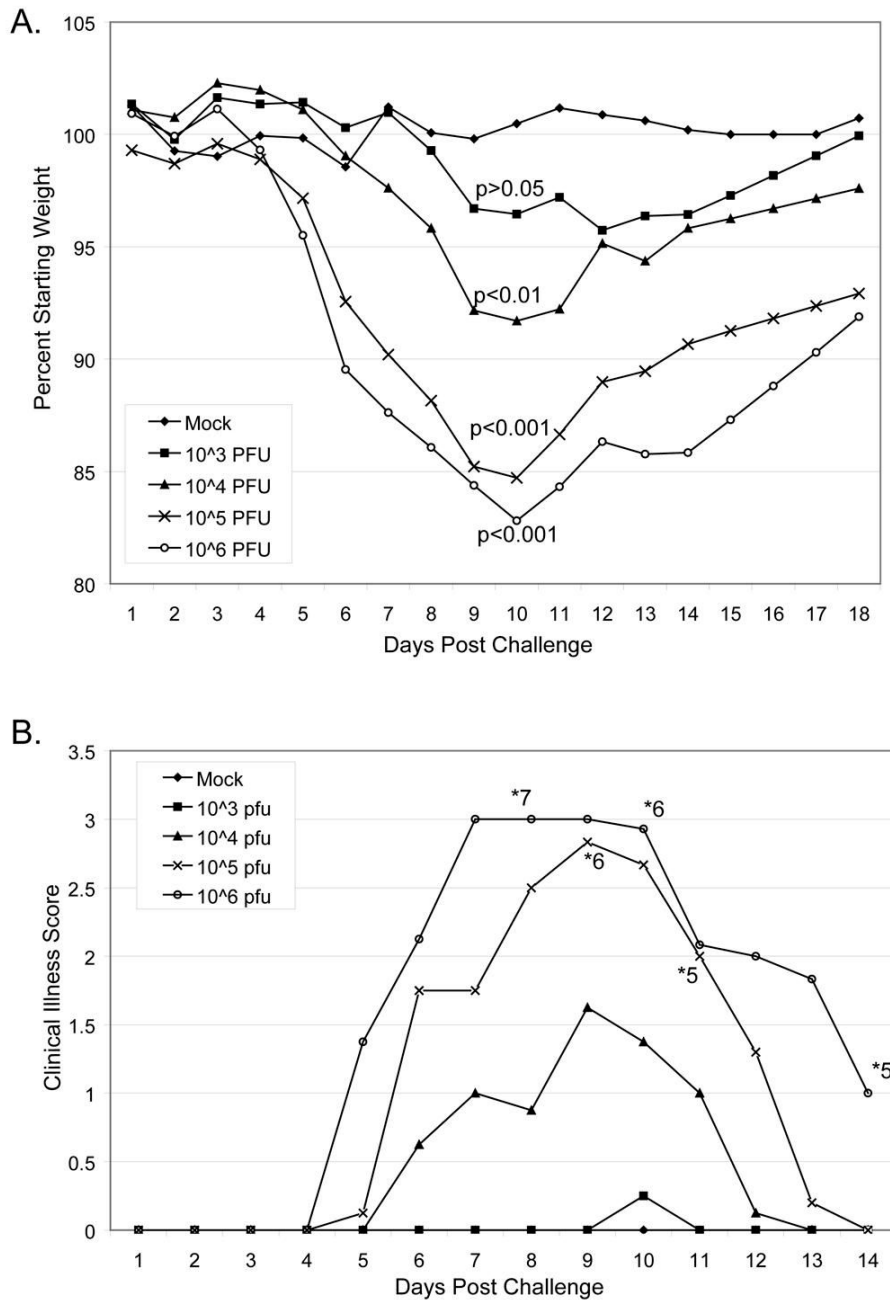 A.
105
100
95
90
85
80
Percent Starting Weight
p>0.05
p<0.01
p<0.001
p<0.001
Mock
10^3 PFU
10^4 PFU
10^5 PFU
10^6 PFU
1 2 3 4 5 6 7 8 9 10 11 12 13 14 15 16 17 18
Days Post Challenge
B.
3.5
3
2.5
2
1.5
1
0.5
0
Clinical Illness Score
Mock
10^3 pfu
10^4 pfu
10^5 pfu
10^6 pfu
*7
*6
*6
*5
*5
1 2 3 4 5 6 7 8 9 10 11 12 13 14
Days Post Challenge